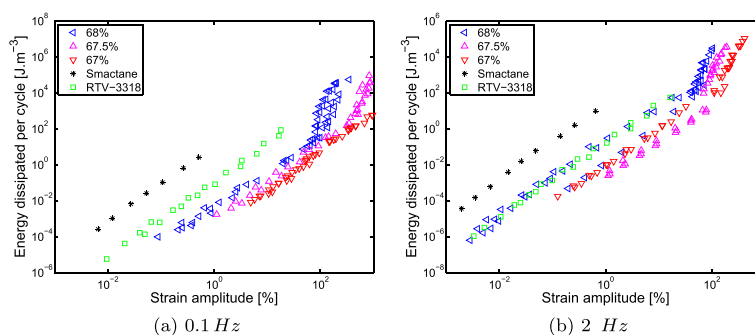 10^8
10^6
10^4
10^2
10^0
10^-2
10^-4
10^-6
Energy dissipated per cycle [J.m^-3]
68%
67.5%
67%
Smactane
RTV-3318
10^-2 10^0 10^2
Strain amplitude [%]
(a) 0.1 Hz
10^6
10^4
10^2
10^0
10^-2
10^-4
10^-6
10^-8
Energy dissipated per cycle [J.m^-3]
68%
67.5%
67%
Smactane
RTV-3318
10^-2 10^0 10^2
Strain amplitude [%]
(b) 2 Hz